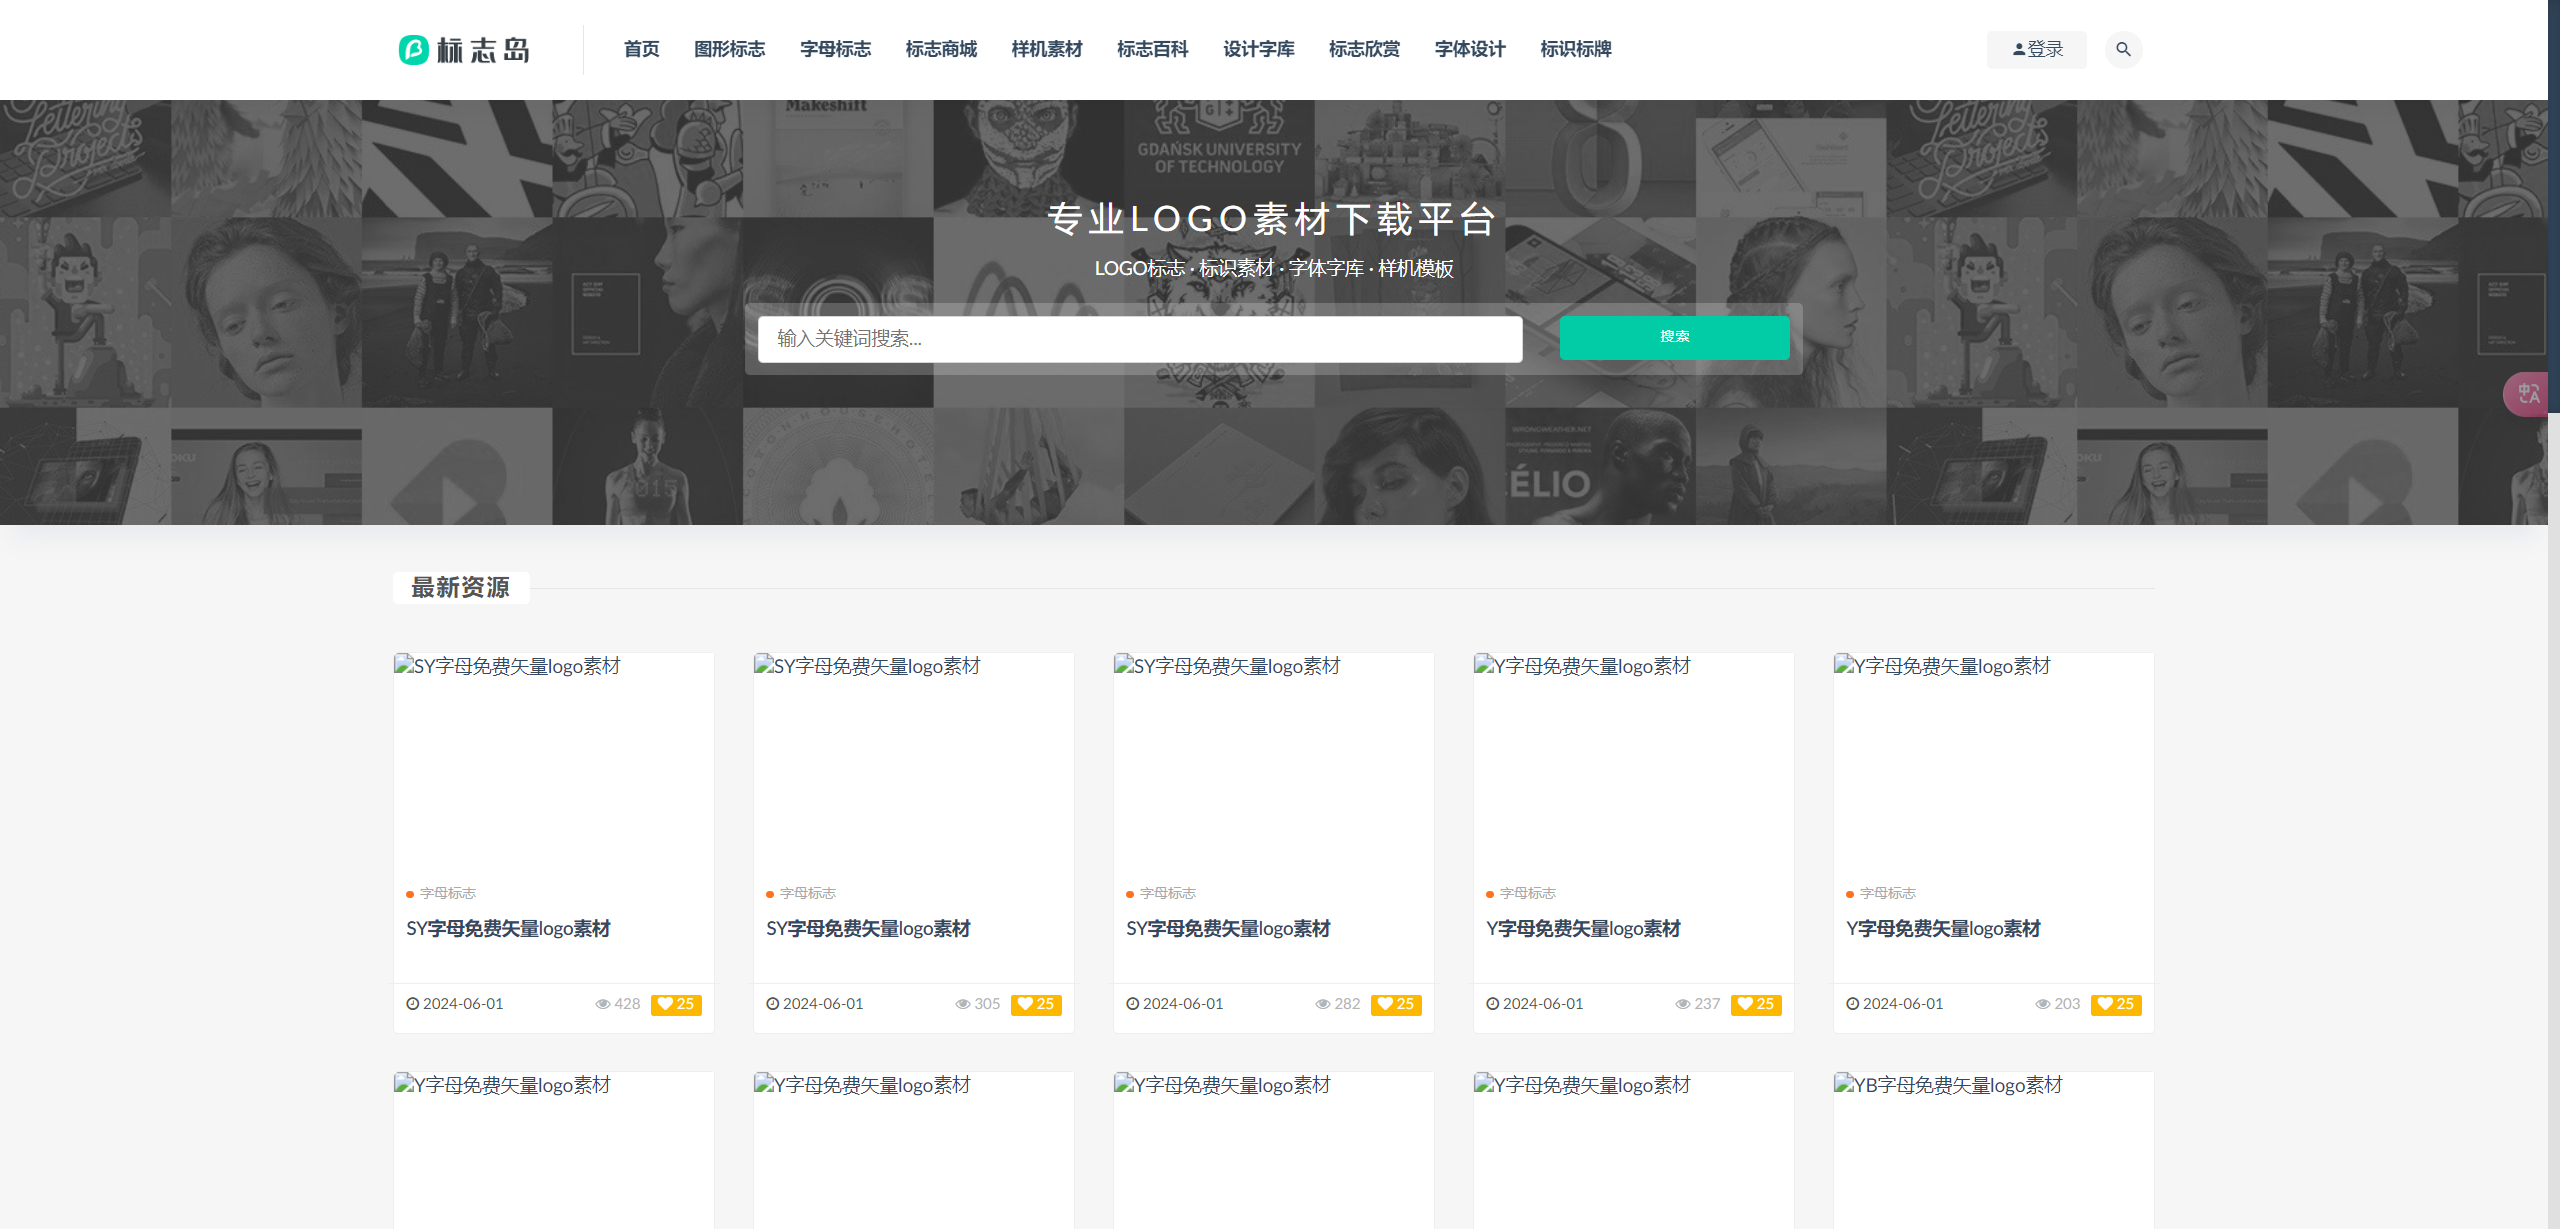 标志岛
首页 图形标志 字母标志 标志商城 样机素材 标志百科 设计字库 标志欣赏 字体设计 标识标牌
登录
Lettering Projects
Makeshift
GDAŃSK UNIVERSITY
OF TECHNOLOGY
Lettering Projects
专业LOGO素材下载平台
LOGO标志 · 标识素材 · 字体字库 · 样机模板
输入关键词搜索...
搜索
WRONGWEATHER.NET
CÉLIO
最新资源
SY字母免费矢量logo素材 SY字母免费矢量logo素材 SY字母免费矢量logo素材 Y字母免费矢量logo素材 Y字母免费矢量logo素材
字母标志 字母标志 字母标志 字母标志 字母标志
SY字母免费矢量logo素材 SY字母免费矢量logo素材 SY字母免费矢量logo素材 Y字母免费矢量logo素材 Y字母免费矢量logo素材
2024-06-01 428 25 2024-06-01 305 25 2024-06-01 282 25 2024-06-01 237 25 2024-06-01 203 25
Y字母免费矢量logo素材 Y字母免费矢量logo素材 Y字母免费矢量logo素材 Y字母免费矢量logo素材 YB字母免费矢量logo素材